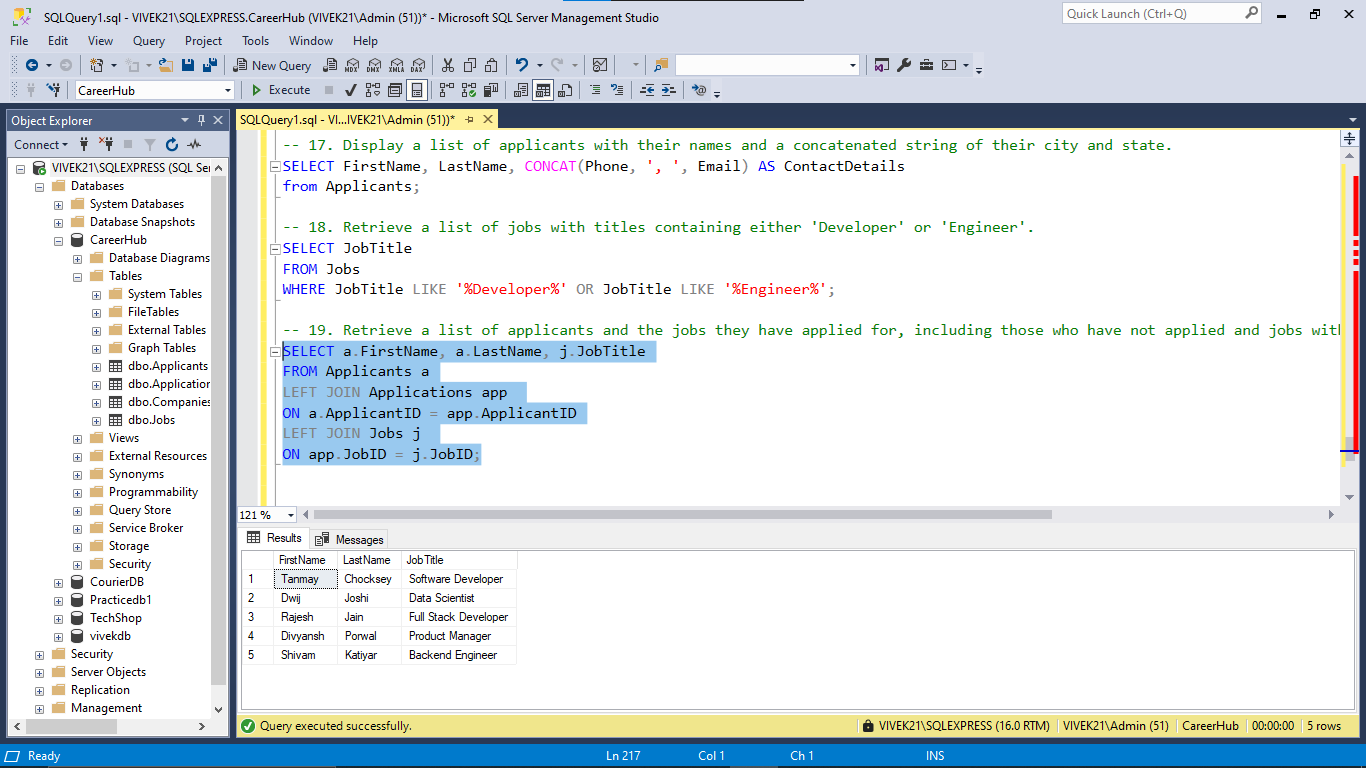 SQLQuery1.sql - VIVEK21\SQLEXPRESS.CareerHub (VIVEK21\Admin (51))* - Microsoft SQL Server Management Studio
Quick Launch (Ctrl+Q)
File Edit View Query Project Tools Window Help
New Query
MDX DMX XMLA DAX
CareerHub
Execute
Object Explorer
Connect
VIVEK21\SQLEXPRESS (SQL Ser
Databases
System Databases
Database Snapshots
CareerHub
Database Diagrams
Tables
System Tables
FileTables
External Tables
Graph Tables
dbo.Applicants
dbo.Application
dbo.Companies
dbo.Jobs
Views
External Resources
Synonyms
Programmability
Query Store
Service Broker
Storage
Security
CourierDB
Practicedb1
TechShop
vivekdb
Security
Server Objects
Replication
Management
SQLQuery1.sql - VI...IVEK21\Admin (51))*
-- 17. Display a list of applicants with their names and a concatenated string of their city and state.
SELECT FirstName, LastName, CONCAT(Phone, ', ', Email) AS ContactDetails
from Applicants;
-- 18. Retrieve a list of jobs with titles containing either 'Developer' or 'Engineer'.
SELECT JobTitle
FROM Jobs
WHERE JobTitle LIKE '%Developer%' OR JobTitle LIKE '%Engineer%';
-- 19. Retrieve a list of applicants and the jobs they have applied for, including those who have not applied and jobs wit
SELECT a.FirstName, a.LastName, j.JobTitle
FROM Applicants a
LEFT JOIN Applications app
ON a.ApplicantID = app.ApplicantID
LEFT JOIN Jobs j
ON app.JobID = j.JobID;
121 %
Results Messages
FirstName LastName JobTitle
1 Tanmay Chocksey Software Developer
2 Dwij Joshi Data Scientist
3 Rajesh Jain Full Stack Developer
4 Divyansh Porwal Product Manager
5 Shivam Katiyar Backend Engineer
Query executed successfully.
VIVEK21\SQLEXPRESS (16.0 RTM) VIVEK21\Admin (51) CareerHub 00:00:00 5 rows
Ready Ln 217 Col 1 Ch 1 INS